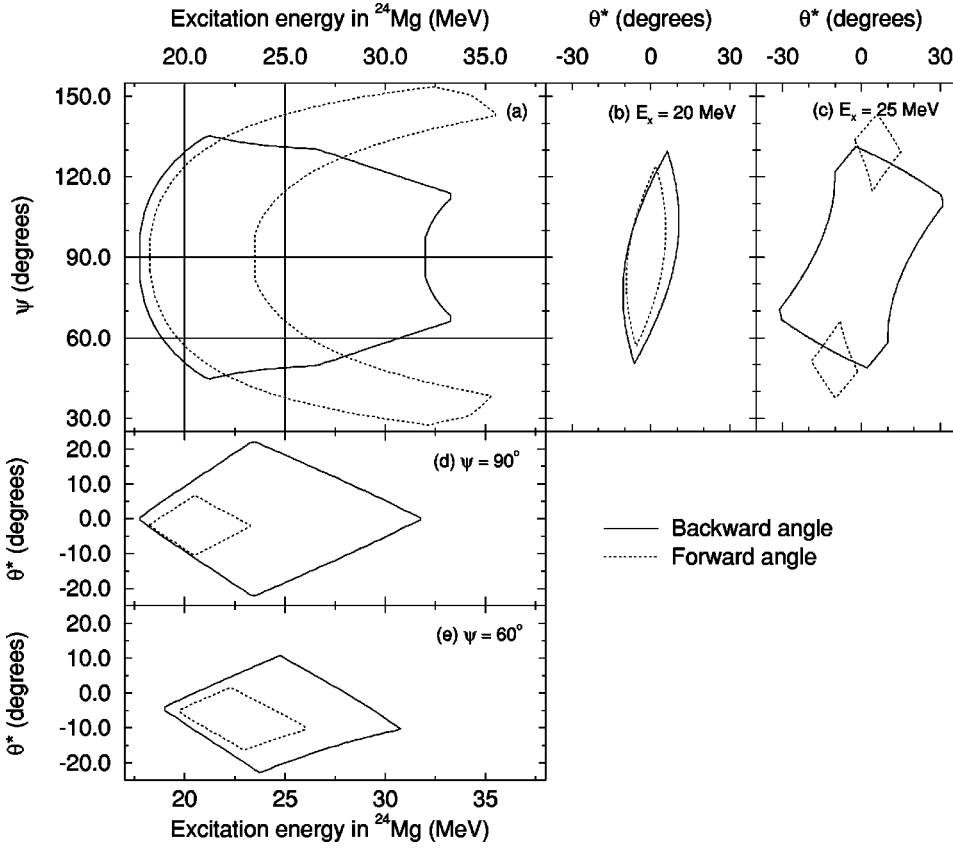 Excitation energy in ²⁴Mg (MeV)
θ* (degrees)
θ* (degrees)
20.0 25.0 30.0 35.0
-30 0 30
-30 0 30
150.0
120.0
90.0
60.0
30.0
ψ (degrees)
(a)
(b) Eₓ = 20 MeV
(c) Eₓ = 25 MeV
20.0
10.0
0.0
-10.0
-20.0
θ* (degrees)
(d) ψ = 90°
Backward angle
Forward angle
20.0
10.0
0.0
-10.0
-20.0
θ* (degrees)
(e) ψ = 60°
20 25 30 35
Excitation energy in ²⁴Mg (MeV)